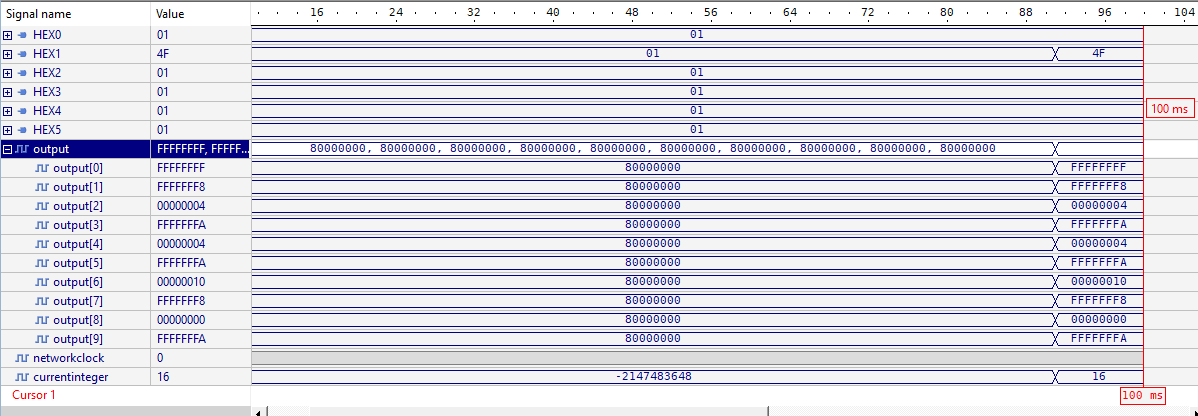 Signal name Value 16 24 32 40 48 56 64 72 80 88 96 104
HEX0 01 01
HEX1 4F 01 4F
HEX2 01 01
HEX3 01 01
HEX4 01 01
100 ms
HEX5 01 01
output FFFFFFFF, FFFFF... 80000000, 80000000, 80000000, 80000000, 80000000, 80000000, 80000000, 80000000, 80000000, 80000000
output[0] FFFFFFFF 80000000 FFFFFFFF
output[1] FFFFFFF8 80000000 FFFFFFF8
output[2] 00000004 80000000 00000004
output[3] FFFFFFFA 80000000 FFFFFFFA
output[4] 00000004 80000000 00000004
output[5] FFFFFFFA 80000000 FFFFFFFA
output[6] 00000010 80000000 00000010
output[7] FFFFFFF8 80000000 FFFFFFF8
output[8] 00000000 80000000 00000000
output[9] FFFFFFFA 80000000 FFFFFFFA
networkclock 0
currentinteger 16 -2147483648 16
Cursor 1 100 ms